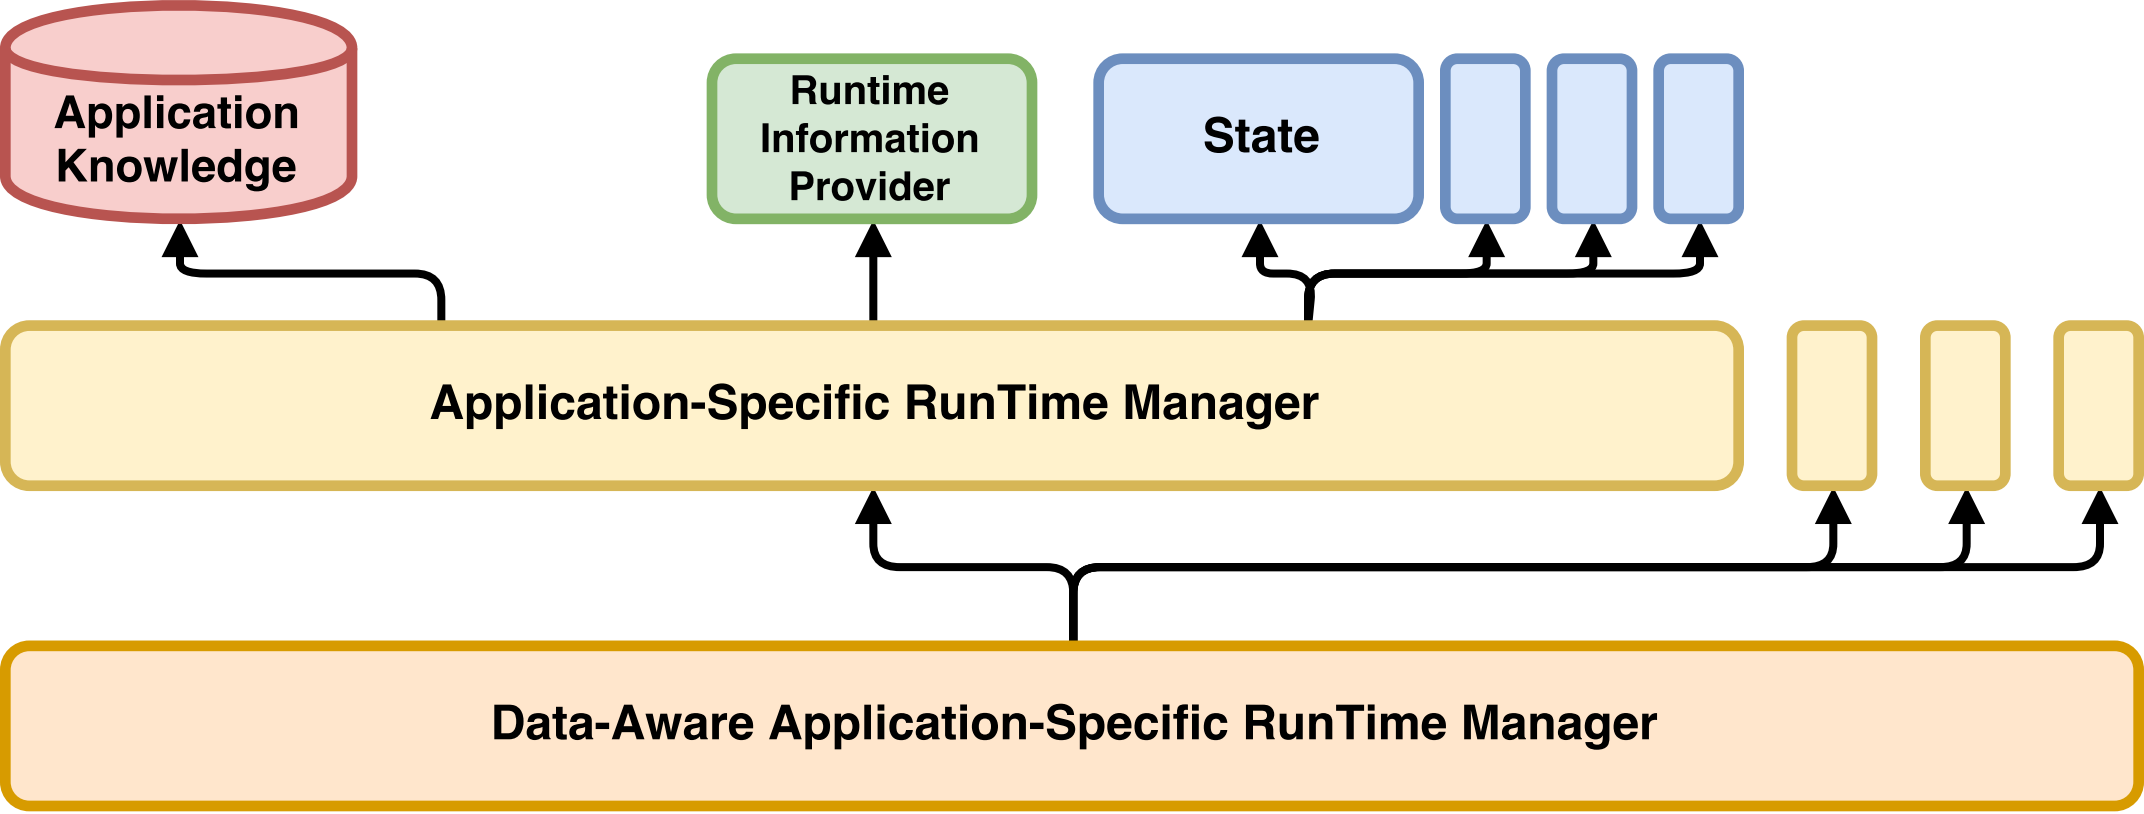 Application
Knowledge
Runtime
Information
Provider
State
Application-Specific RunTime Manager
Data-Aware Application-Specific RunTime Manager